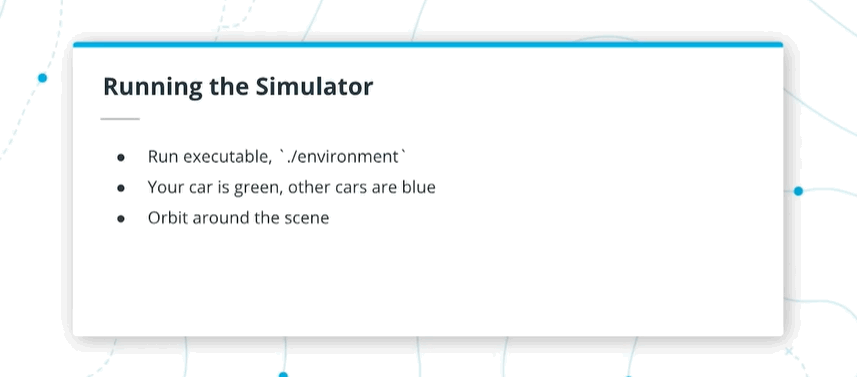 Running the Simulator
● Run executable, `./environment`
● Your car is green, other cars are blue
● Orbit around the scene